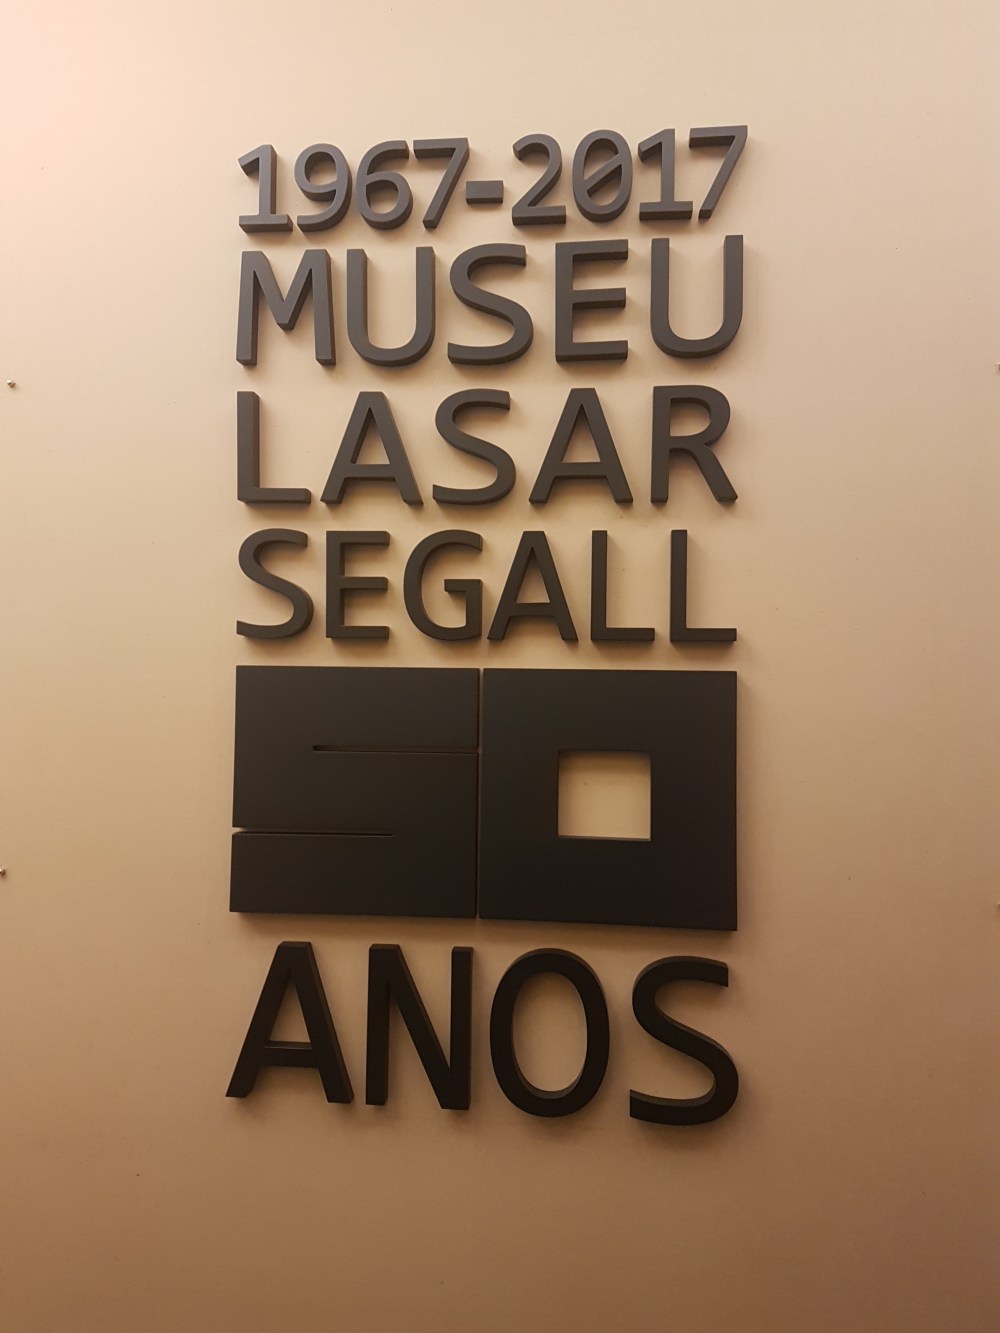 1967-2017
MUSEU
LASAR
SEGALL
50
ANOS